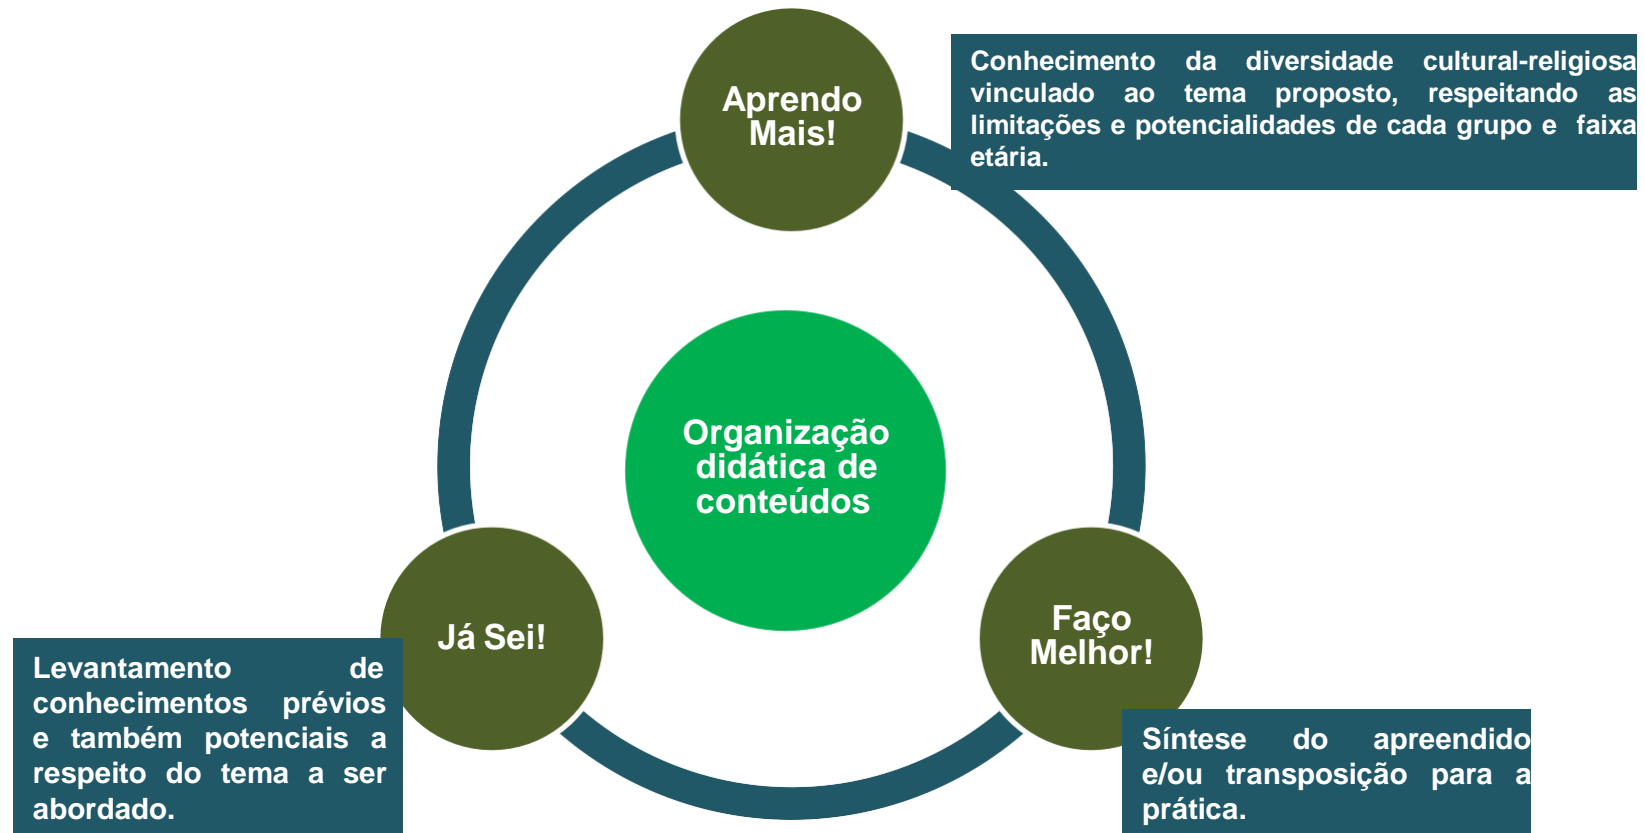 Aprendo
Mais!
Conhecimento da diversidade cultural-religiosa
vinculado ao tema proposto, respeitando as
limitações e potencialidades de cada grupo e faixa
etária.
Organização
didática de
conteúdos
Já Sei!
Levantamento de
conhecimentos prévios
e também potenciais a
respeito do tema a ser
abordado.
Faço
Melhor!
Síntese do apreendido
e/ou transposição para a
prática.